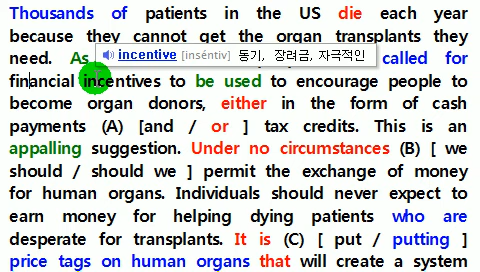 Thousands of patients in the US die each year
because they cannot get the organ transplants they
need. As
incentive [inséntiv] 동기, 장려금, 자극적인
called for
financial incentives to be used to encourage people to
become organ donors, either in the form of cash
payments (A) [and / or ] tax credits. This is an
appalling suggestion. Under no circumstances (B) [ we
should / should we ] permit the exchange of money
for human organs. Individuals should never expect to
earn money for helping dying patients who are
desperate for transplants. It is (C) [ put / putting ]
price tags on human organs that will create a system